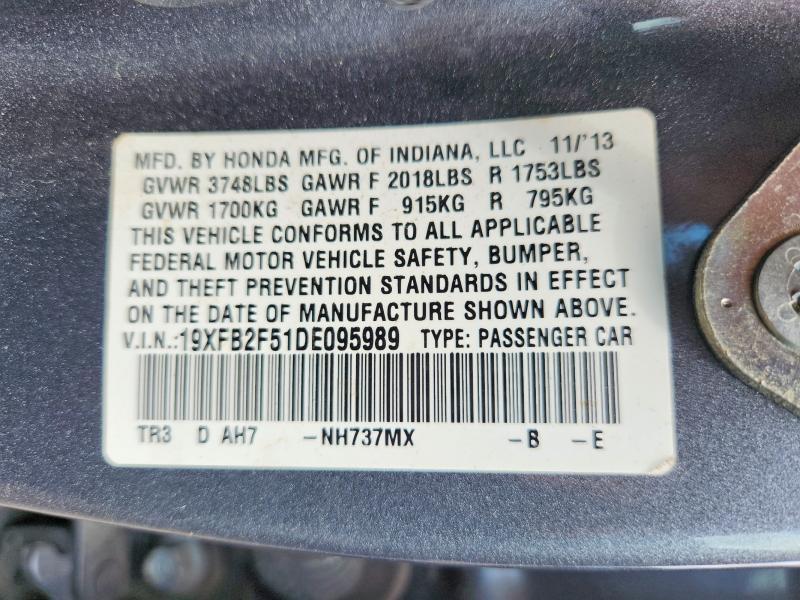 MFD. BY HONDA MFG. OF INDIANA, LLC 11/'13
GVWR 3748LBS GAWR F 2018LBS R 1753LBS
GVWR 1700KG GAWR F 915KG R 795KG
THIS VEHICLE CONFORMS TO ALL APPLICABLE
FEDERAL MOTOR VEHICLE SAFETY, BUMPER,
AND THEFT PREVENTION STANDARDS IN EFFECT
ON THE DATE OF MANUFACTURE SHOWN ABOVE.
V.I.N.:19XFB2F51DE095989 TYPE: PASSENGER CAR
TR3 D AH7 -NH737MX -B -E